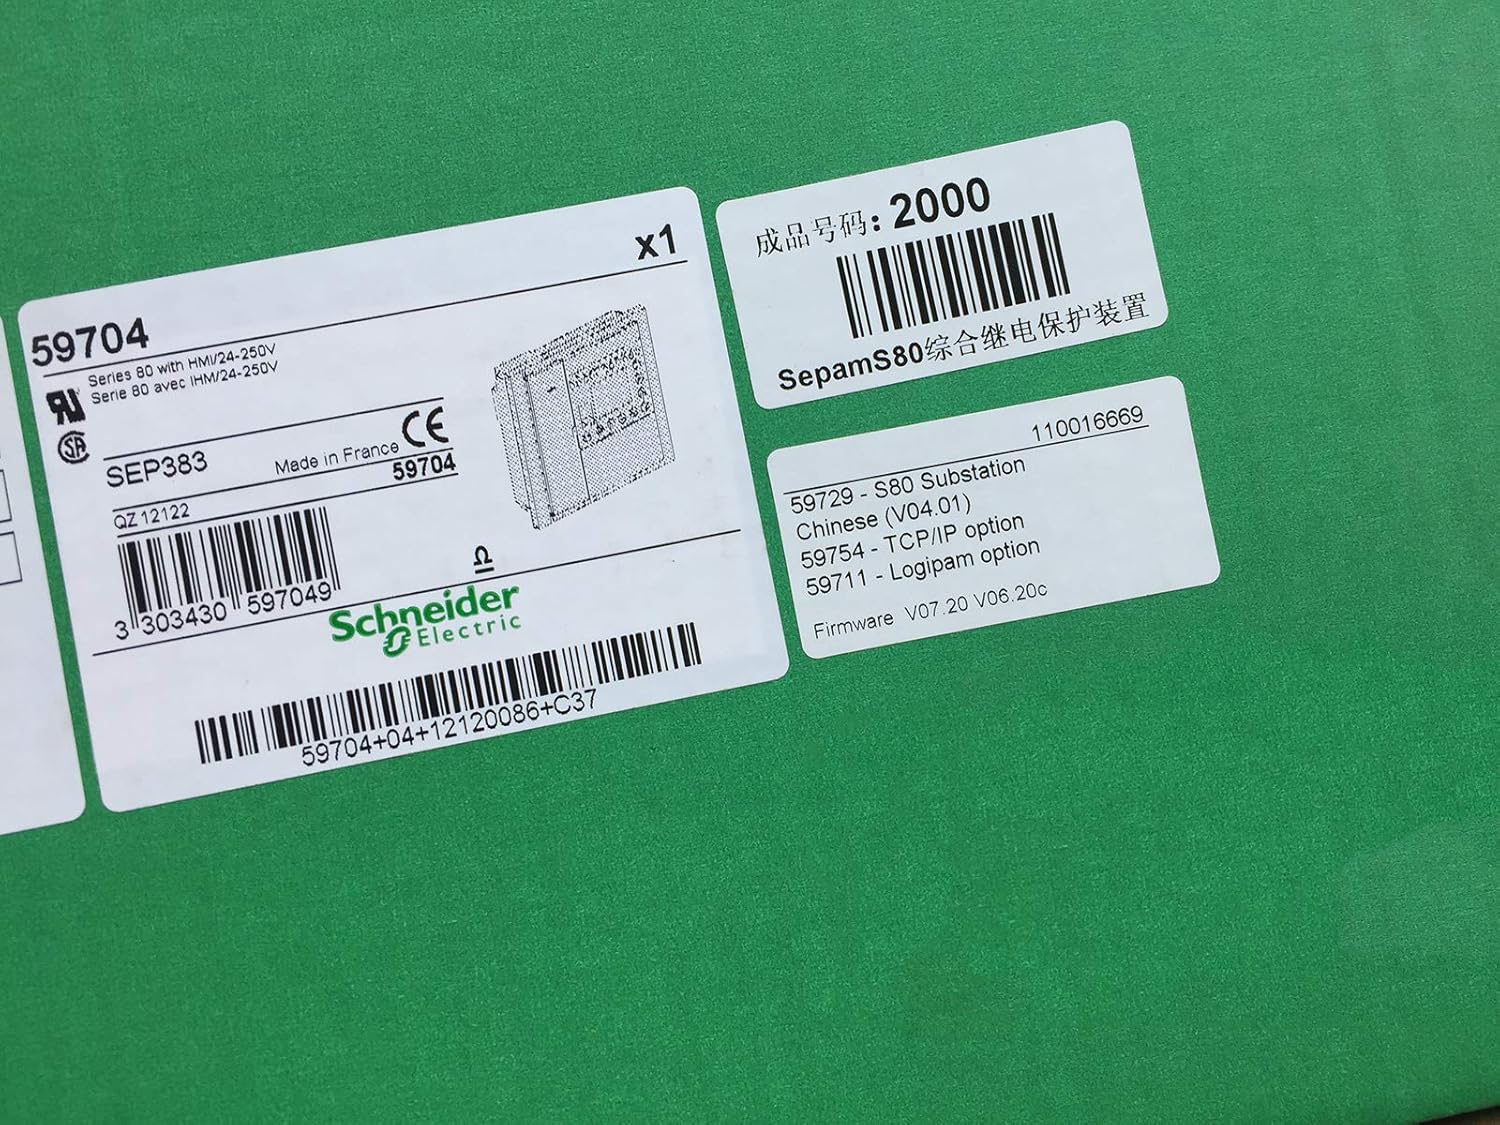 x1
59704
Series 80 with HMI/24-250V
Serie 80 avec IHM/24-250V
SA
CE
SEP383
Made in France
59704
QZ 12122
3 303430 597049
Schneider
Electric
59704+04+12120086+C37
成品号码: 2000
SepamS80综合继电保护装置
110016669
59729 - S80 Substation
Chinese (V04.01)
59754 - TCP/IP option
59711 - Logipam option
Firmware V07.20 V06.20c